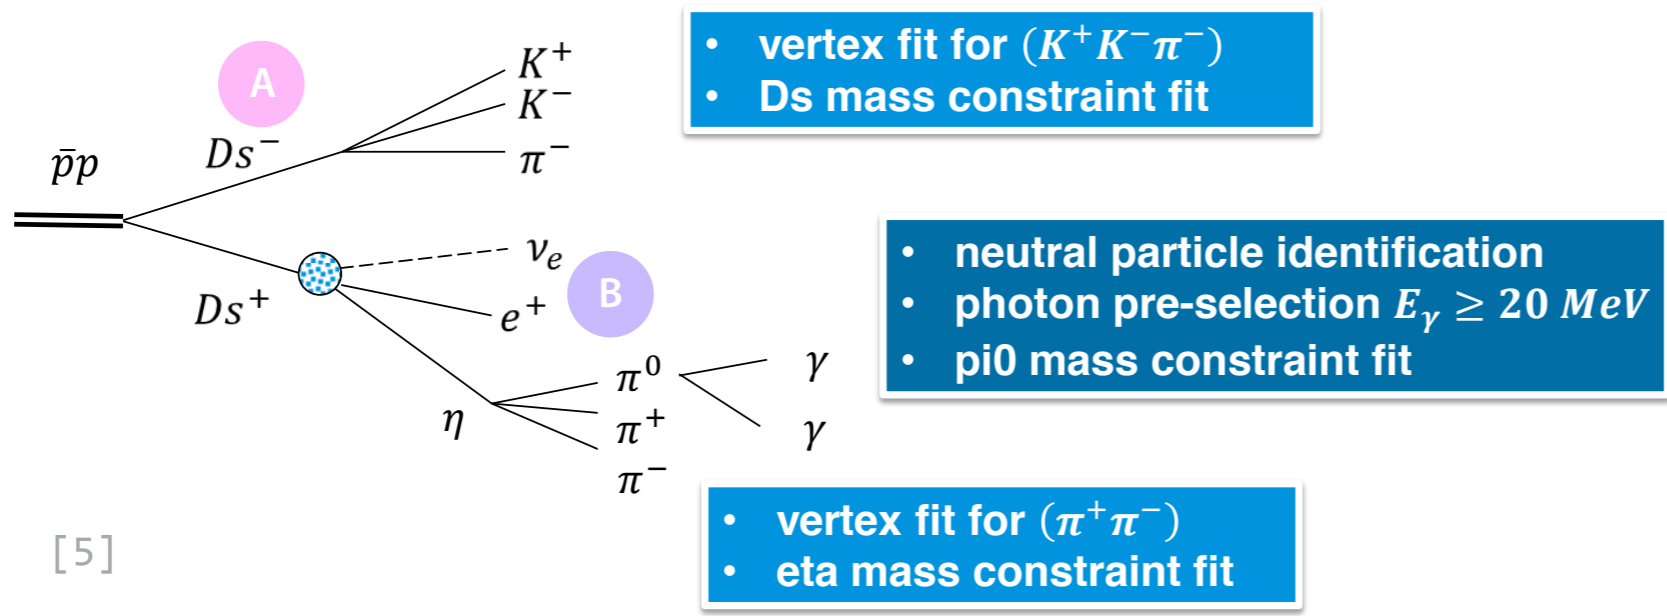 A
K⁺
K⁻
π⁻
Ds⁻
p̄p
• vertex fit for (K⁺K⁻π⁻)
• Ds mass constraint fit
νₑ
e⁺
B
Ds⁺
π⁰
π⁺
π⁻
η
γ
γ
• neutral particle identification
• photon pre-selection E_γ ≥ 20 MeV
• pi0 mass constraint fit
• vertex fit for (π⁺π⁻)
• eta mass constraint fit
[5]